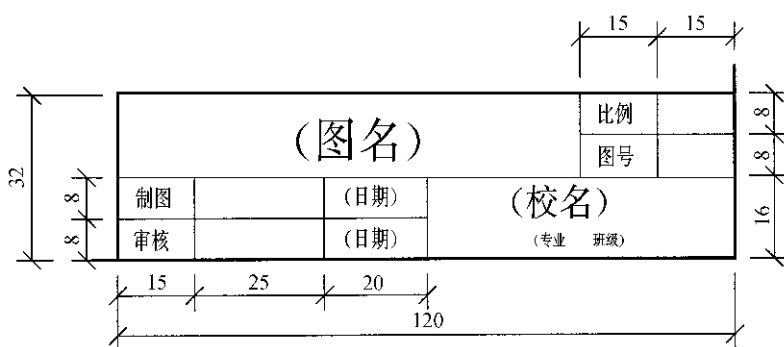 15 15
(图名)
比例
8
图号
8
32
制图 (日期)
8
(校名)
16
审核 (日期)
8
(专业 班级)
15 25 20
120